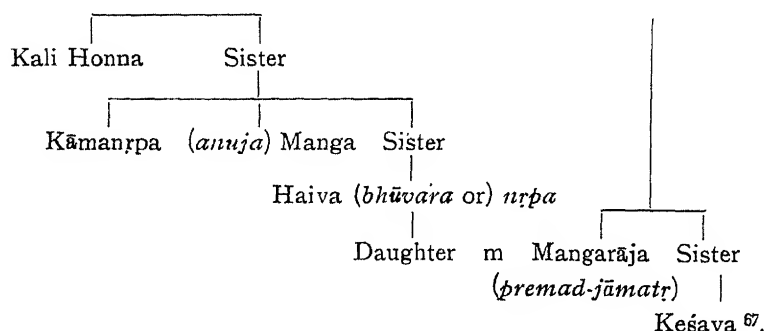 Kali Honna Sister
Kāmanṛpa (anuja) Manga Sister
Haiva (bhūvara or) nṛpa
Daughter m Mangarāja Sister
(premad-jāmatṛ)
Keśava 67.